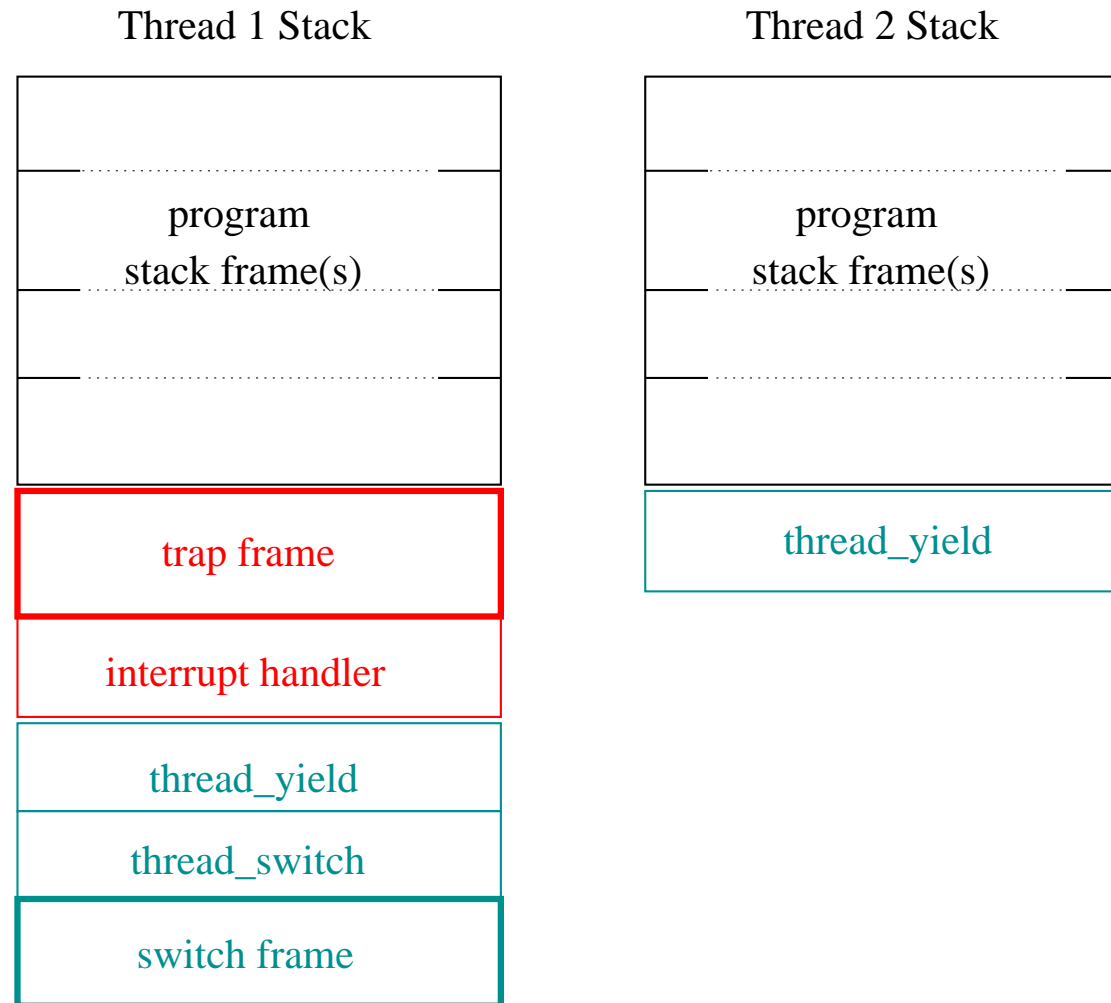 Thread 1 Stack
program
stack frame(s)
trap frame
interrupt handler
thread_yield
thread_switch
switch frame
Thread 2 Stack
program
stack frame(s)
thread_yield